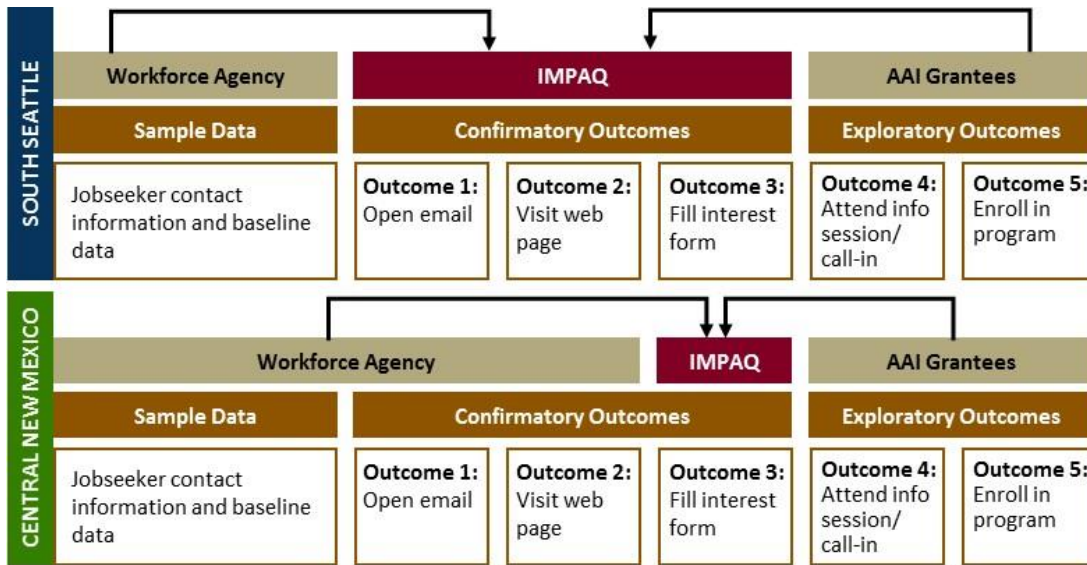 SOUTH SEATTLE
Workforce Agency
IMPAQ
AAI Grantees
Sample Data
Confirmatory Outcomes
Exploratory Outcomes
Jobseeker contact
information and baseline
data
Outcome 1:
Open email
Outcome 2:
Visit web
page
Outcome 3:
Fill interest
form
Outcome 4:
Attend info
session/
call-in
Outcome 5:
Enroll in
program
CENTRAL NEW MEXICO
Workforce Agency
IMPAQ
AAI Grantees
Sample Data
Confirmatory Outcomes
Exploratory Outcomes
Jobseeker contact
information and baseline
data
Outcome 1:
Open email
Outcome 2:
Visit web
page
Outcome 3:
Fill interest
form
Outcome 4:
Attend info
session/
call-in
Outcome 5:
Enroll in
program